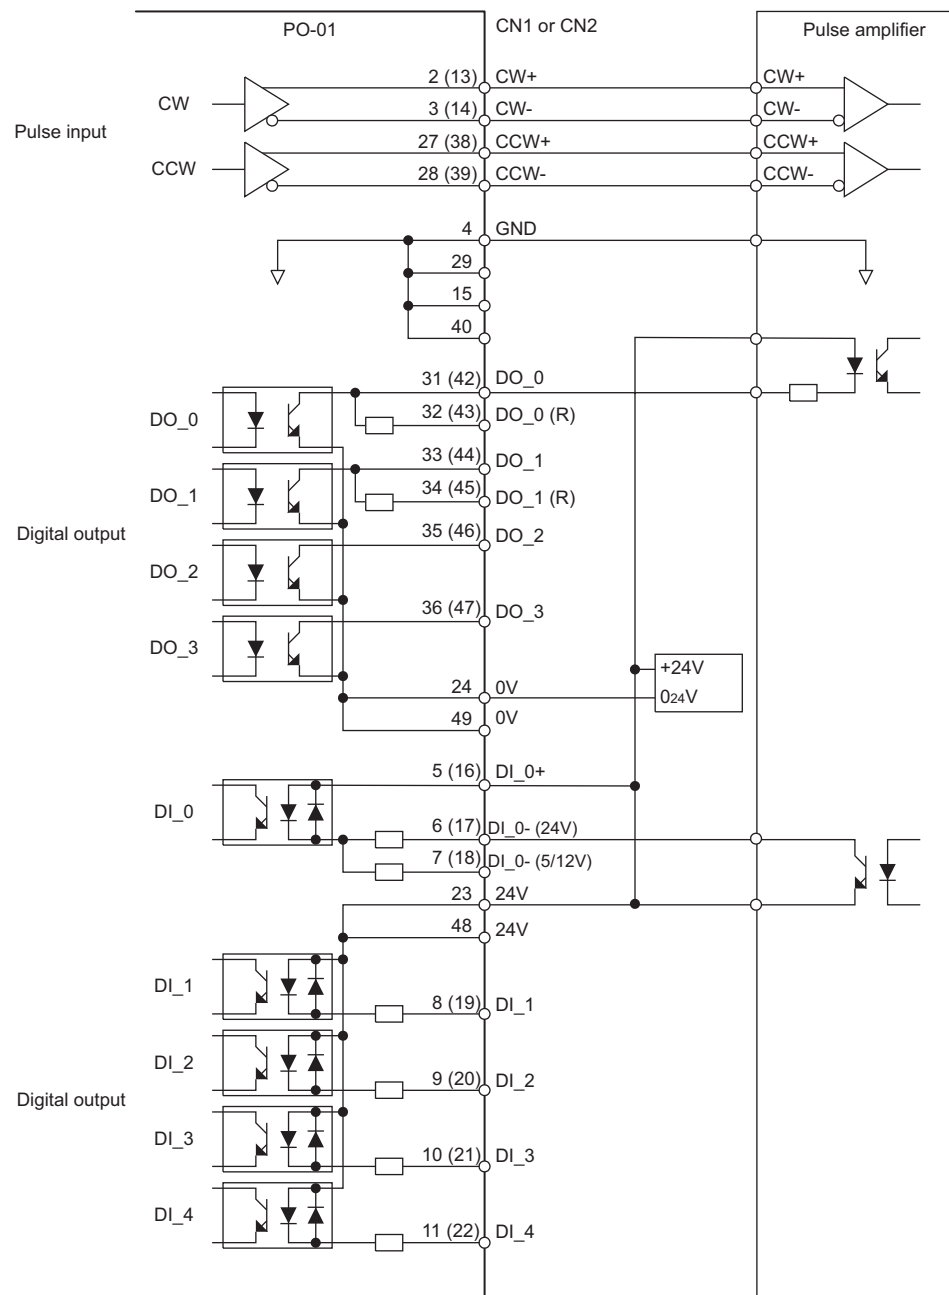 PO-01
CN1 or CN2
Pulse amplifier
2 (13) CW+ CW+
CW
3 (14) CW- CW-
Pulse input
27 (38) CCW+ CCW+
CCW
28 (39) CCW- CCW-
4 GND
29
15
40
31 (42) DO_0
DO_0
32 (43) DO_0 (R)
33 (44) DO_1
DO_1
34 (45) DO_1 (R)
Digital output
35 (46) DO_2
DO_2
36 (47) DO_3
DO_3
+24V
24 0V
024V
49 0V
5 (16) DI_0+
DI_0
6 (17) DI_0- (24V)
7 (18) DI_0- (5/12V)
23 24V
48 24V
DI_1
8 (19) DI_1
DI_2
9 (20) DI_2
Digital output
DI_3
10 (21) DI_3
DI_4
11 (22) DI_4